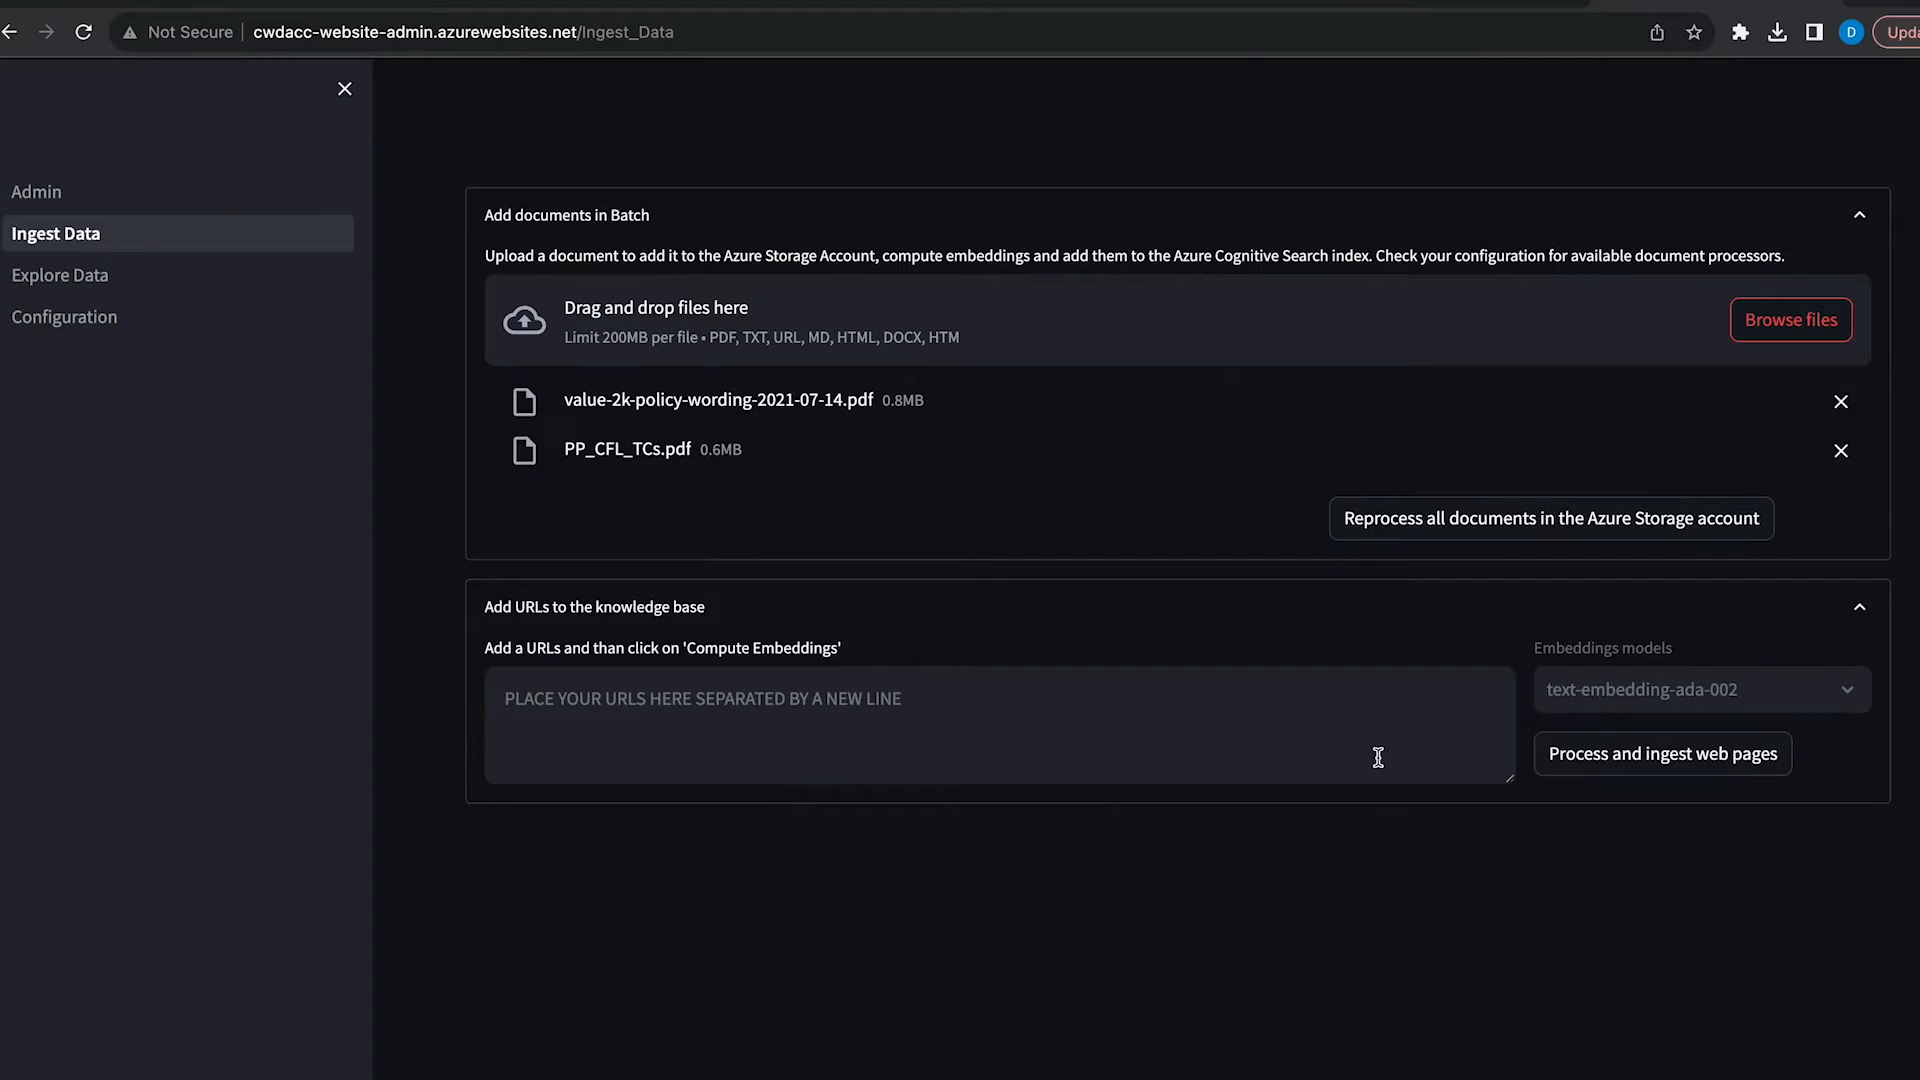 Not Secure cwdacc-website-admin.azurewebsites.net/Ingest_Data D
Admin
Ingest Data
Explore Data
Configuration
Add documents in Batch
Upload a document to add it to the Azure Storage Account, compute embeddings and add them to the Azure Cognitive Search index. Check your configuration for available document processors.
Drag and drop files here
Limit 200MB per file • PDF, TXT, URL, MD, HTML, DOCX, HTM
Browse files
value-2k-policy-wording-2021-07-14.pdf 0.8MB
PP_CFL_TCs.pdf 0.6MB
Reprocess all documents in the Azure Storage account
Add URLs to the knowledge base
Add a URLs and than click on 'Compute Embeddings'
PLACE YOUR URLS HERE SEPARATED BY A NEW LINE
Embeddings models
text-embedding-ada-002
Process and ingest web pages